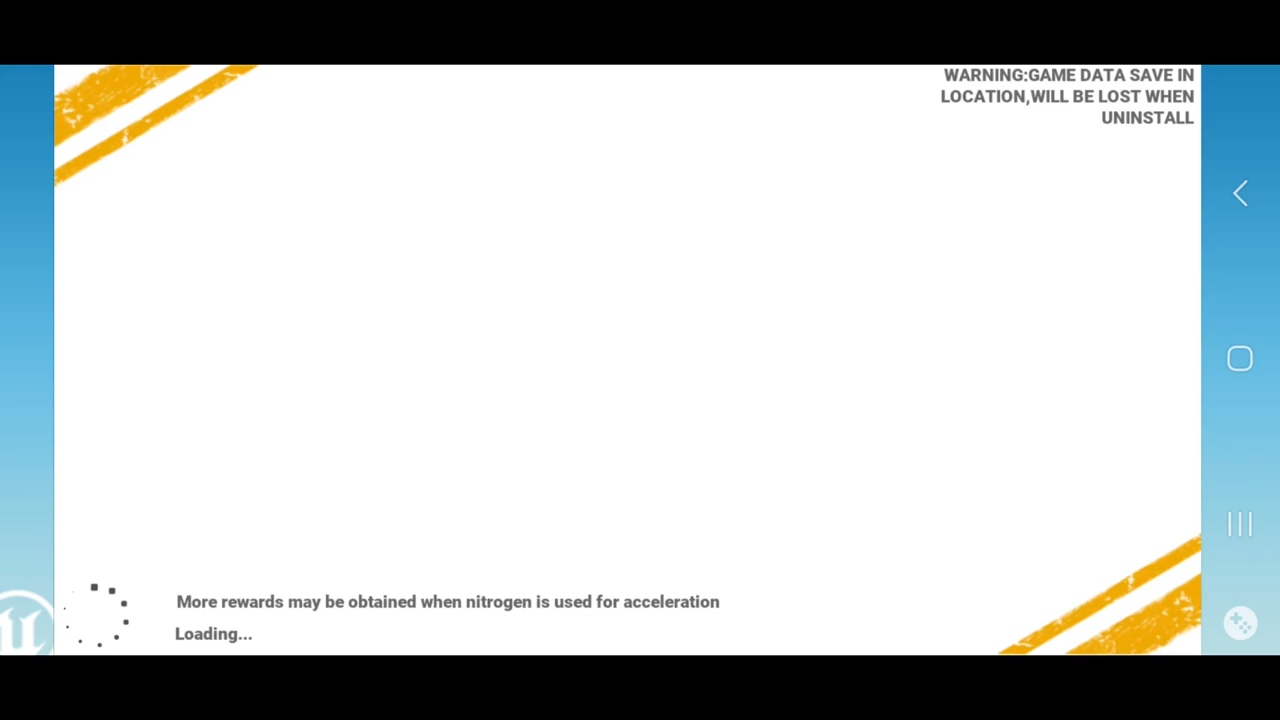 WARNING:GAME DATA SAVE IN
LOCATION,WILL BE LOST WHEN
UNINSTALL
More rewards may be obtained when nitrogen is used for acceleration
Loading...